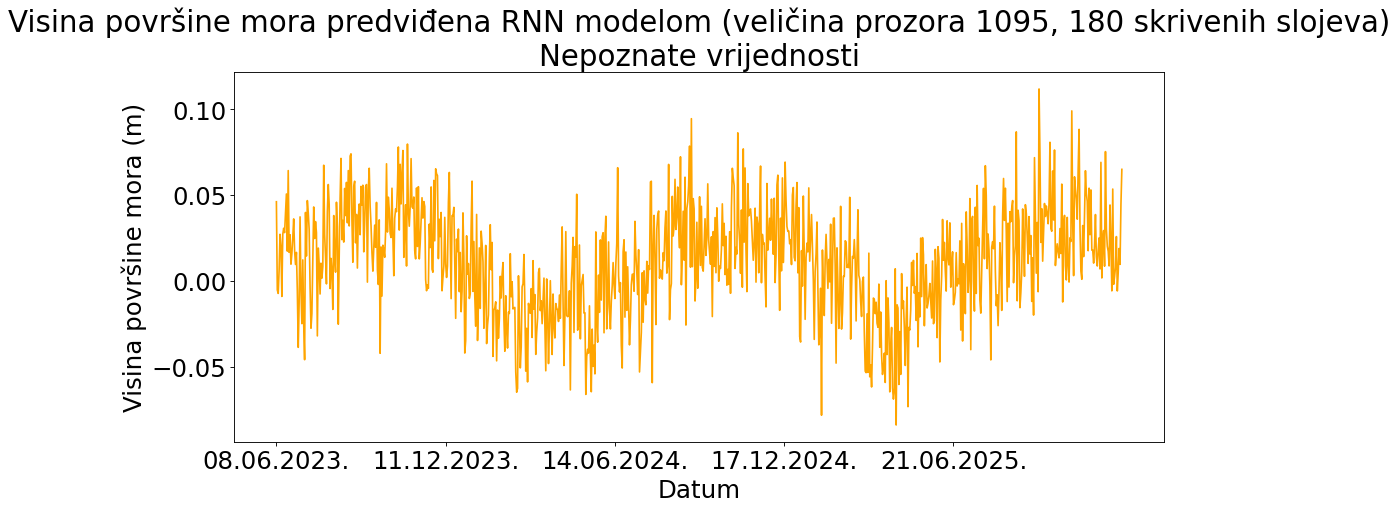 Visina površine mora predviđena RNN modelom (veličina prozora 1095, 180 skrivenih slojeva)
Nepoznate vrijednosti
Visina površine mora (m)
0.10
0.05
0.00
−0.05
08.06.2023. 11.12.2023. 14.06.2024. 17.12.2024. 21.06.2025.
Datum